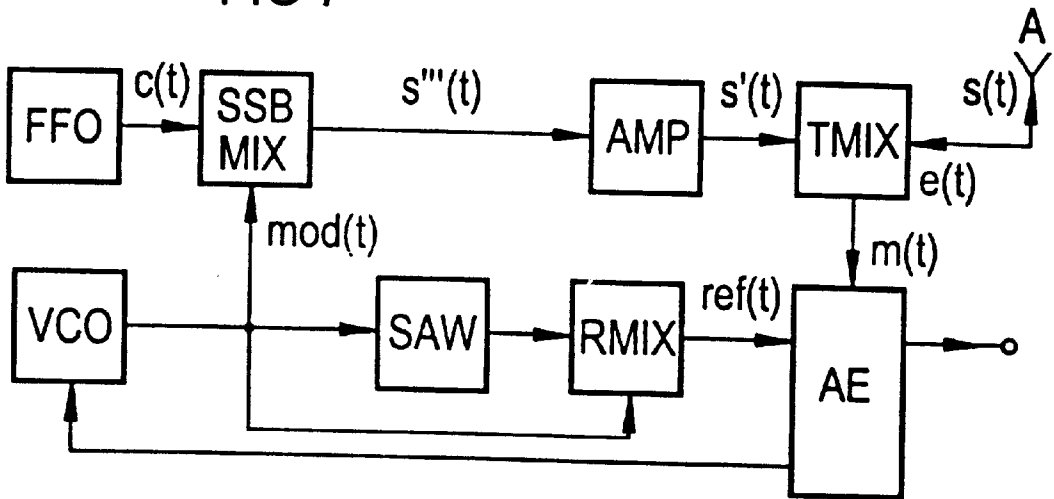 A
FFO
c(t)
SSB
MIX
s'''(t)
AMP
s'(t)
TMIX
s(t)
e(t)
mod(t)
m(t)
VCO
SAW
RMIX
ref(t)
AE